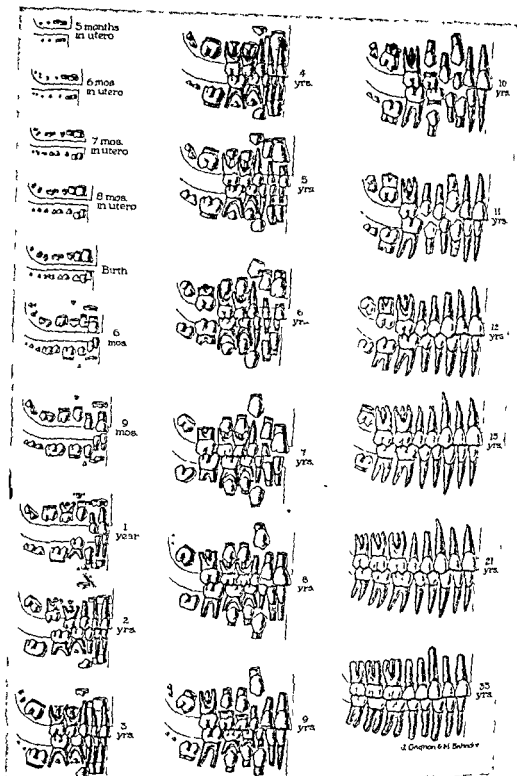 5 months
in utero
6 mos.
in utero
7 mos.
in utero
8 mos.
in utero
Birth
6
mos.
9
mos.
1
year
2
yrs.
3
yrs.
4
yrs.
5
yrs.
6
yrs.
7
yrs.
8
yrs.
9
yrs.
10
yrs.
11
yrs.
12
yrs.
15
yrs.
21
yrs.
35
yrs.